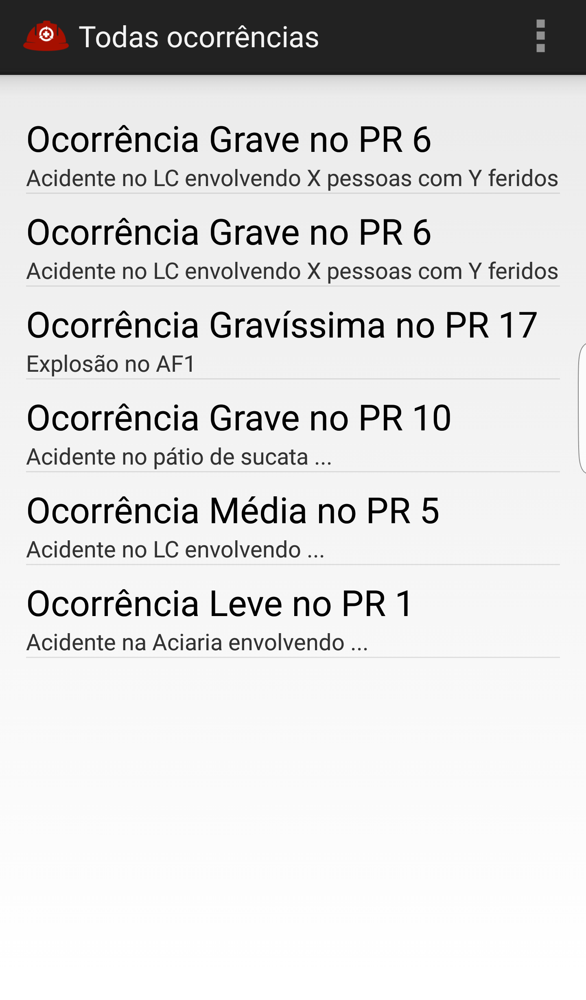 Todas ocorrências
Ocorrência Grave no PR 6
Acidente no LC envolvendo X pessoas com Y feridos
Ocorrência Grave no PR 6
Acidente no LC envolvendo X pessoas com Y feridos
Ocorrência Gravíssima no PR 17
Explosão no AF1
Ocorrência Grave no PR 10
Acidente no pátio de sucata ...
Ocorrência Média no PR 5
Acidente no LC envolvendo ...
Ocorrência Leve no PR 1
Acidente na Aciaria envolvendo ...